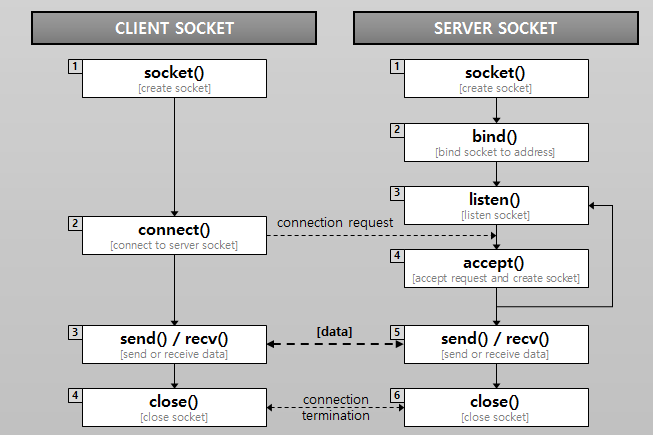 CLIENT SOCKET
SERVER SOCKET
1
socket()
[create socket]
1
socket()
[create socket]
2
bind()
[bind socket to address]
3
listen()
[listen socket]
2
connect()
[connect to server socket]
connection request
4
accept()
[accept request and create socket]
3
send() / recv()
[send or receive data]
[data]
5
send() / recv()
[send or receive data]
4
close()
[close socket]
connection
termination
6
close()
[close socket]